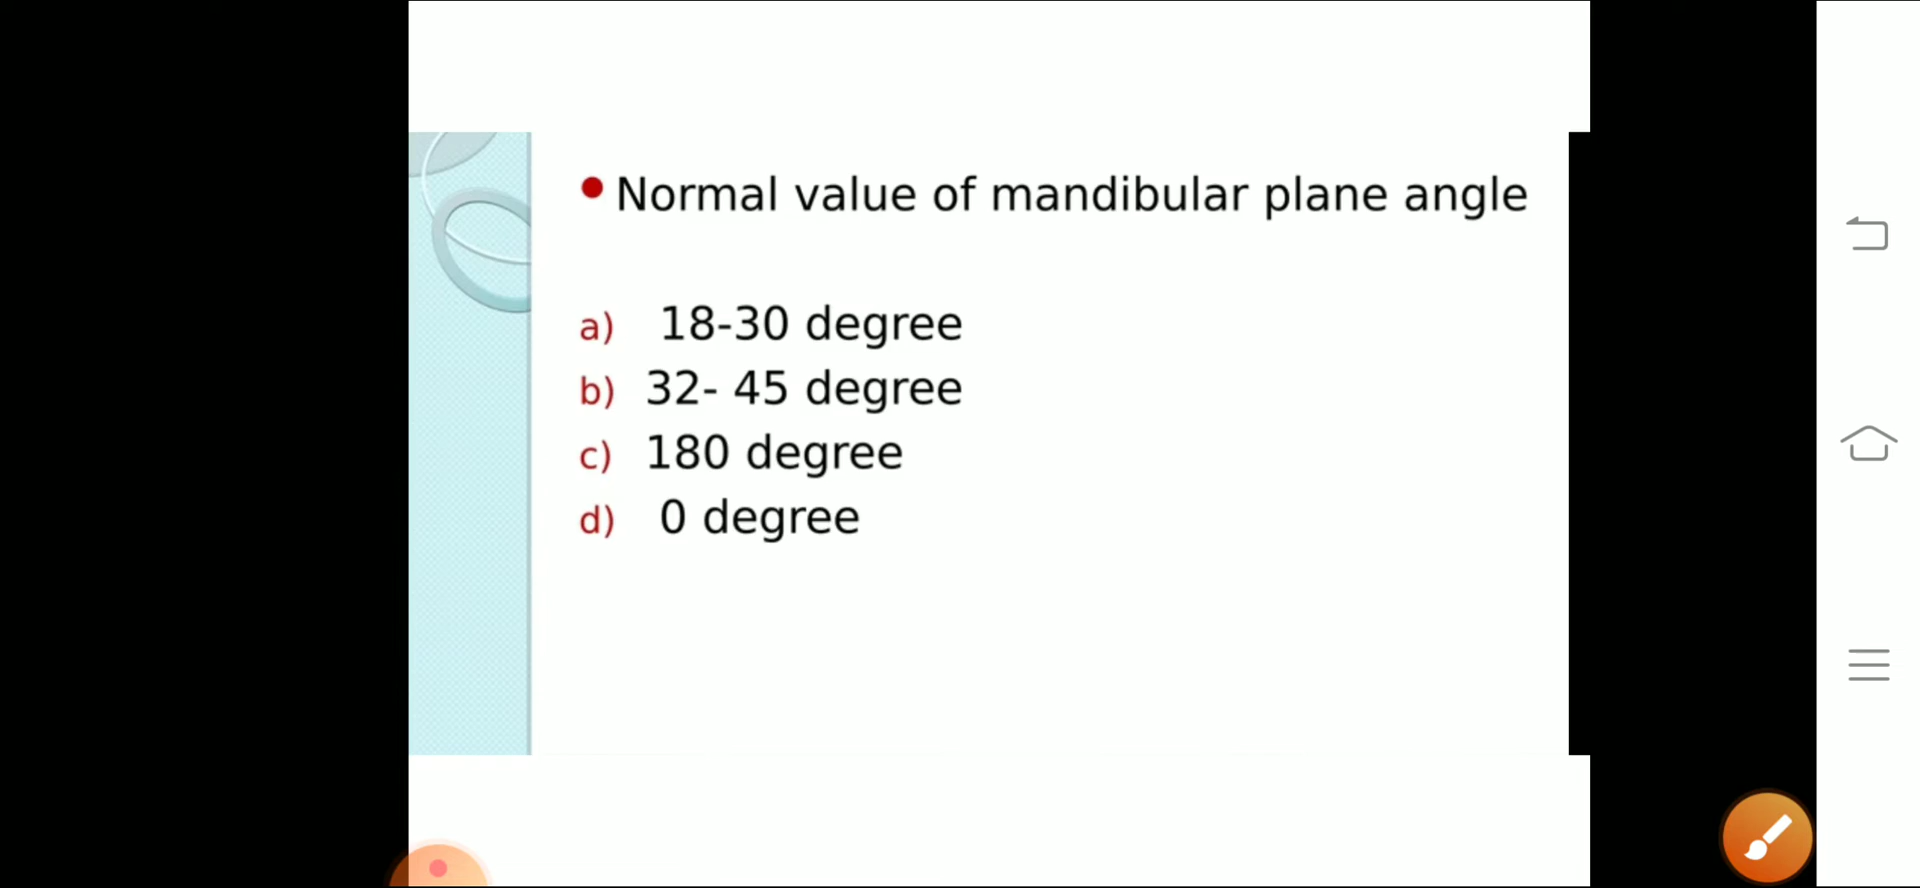 Normal value of mandibular plane angle
a) 18-30 degree
b) 32- 45 degree
c) 180 degree
d) 0 degree